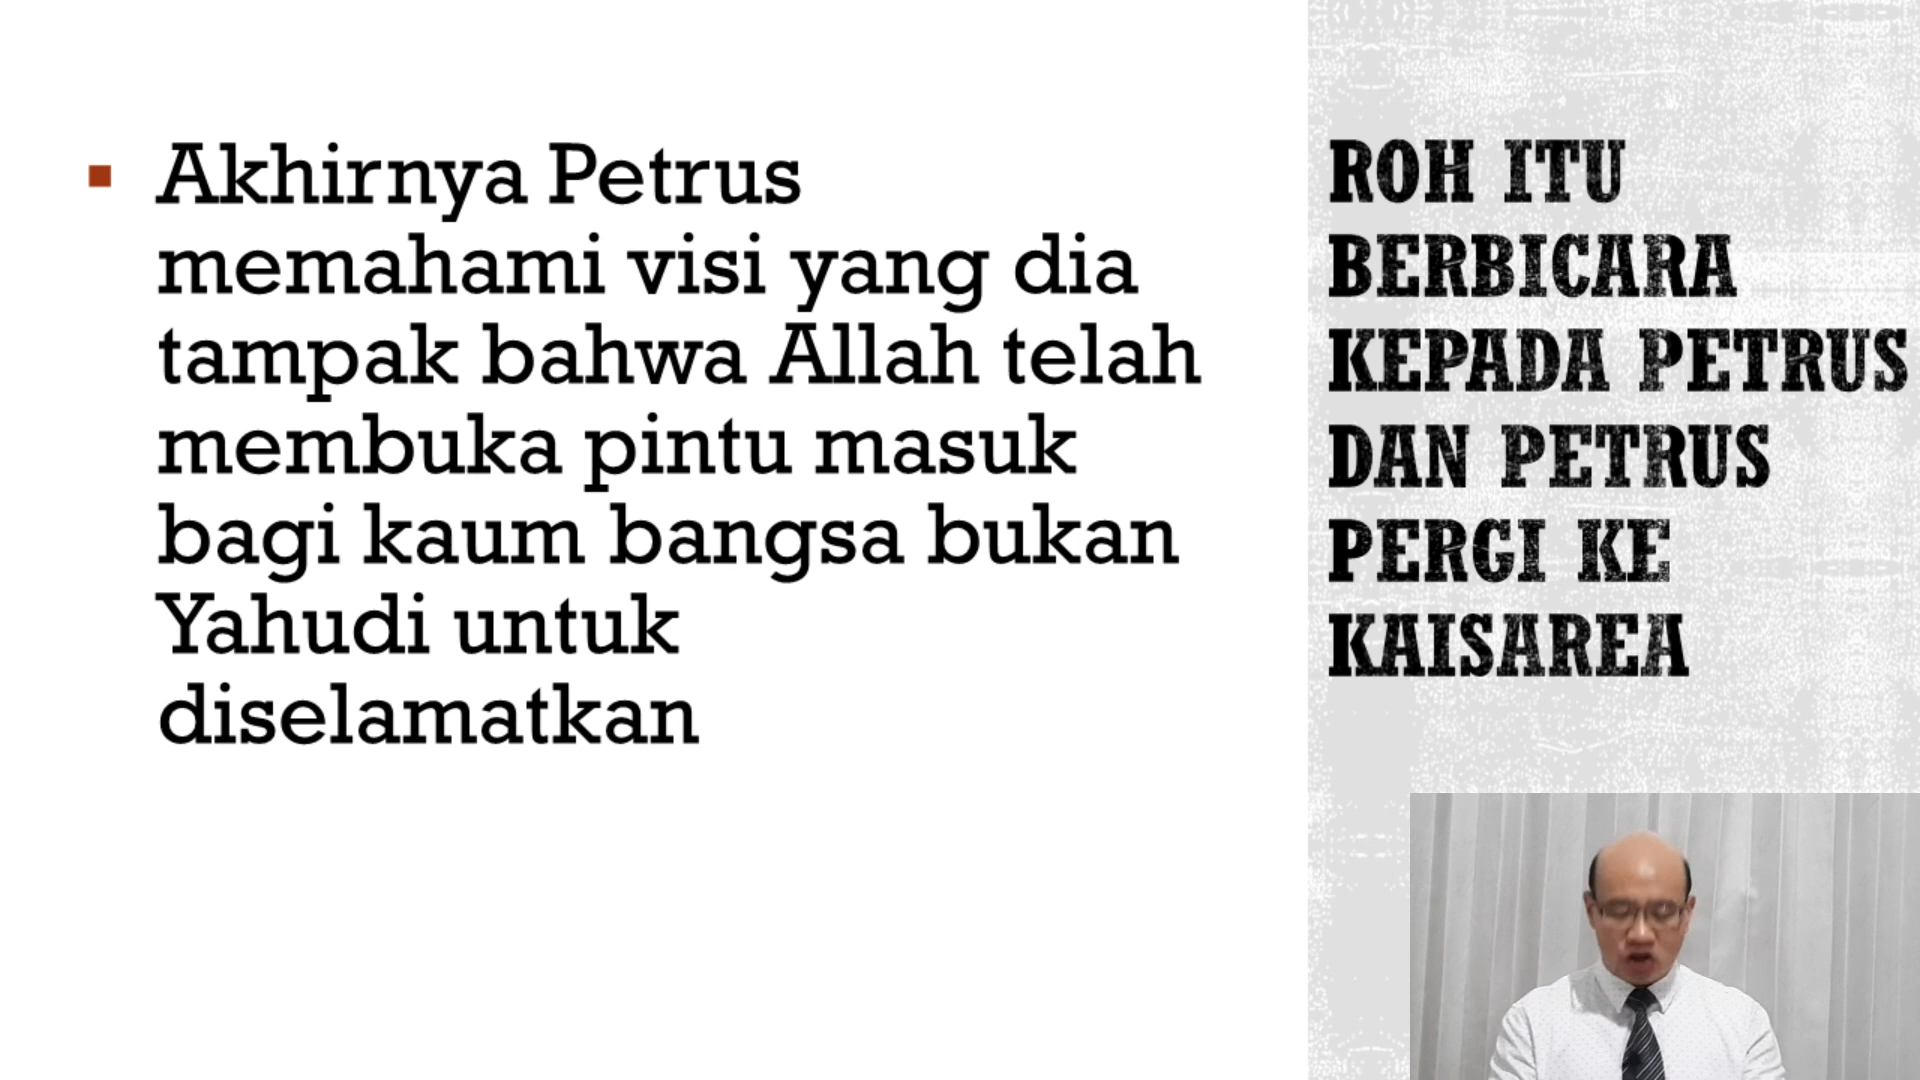 Akhirnya Petrus
memahami visi yang dia
tampak bahwa Allah telah
membuka pintu masuk
bagi kaum bangsa bukan
Yahudi untuk
diselamatkan
ROH ITU
BERBICARA
KEPADA PETRUS
DAN PETRUS
PERGI KE
KAISAREA